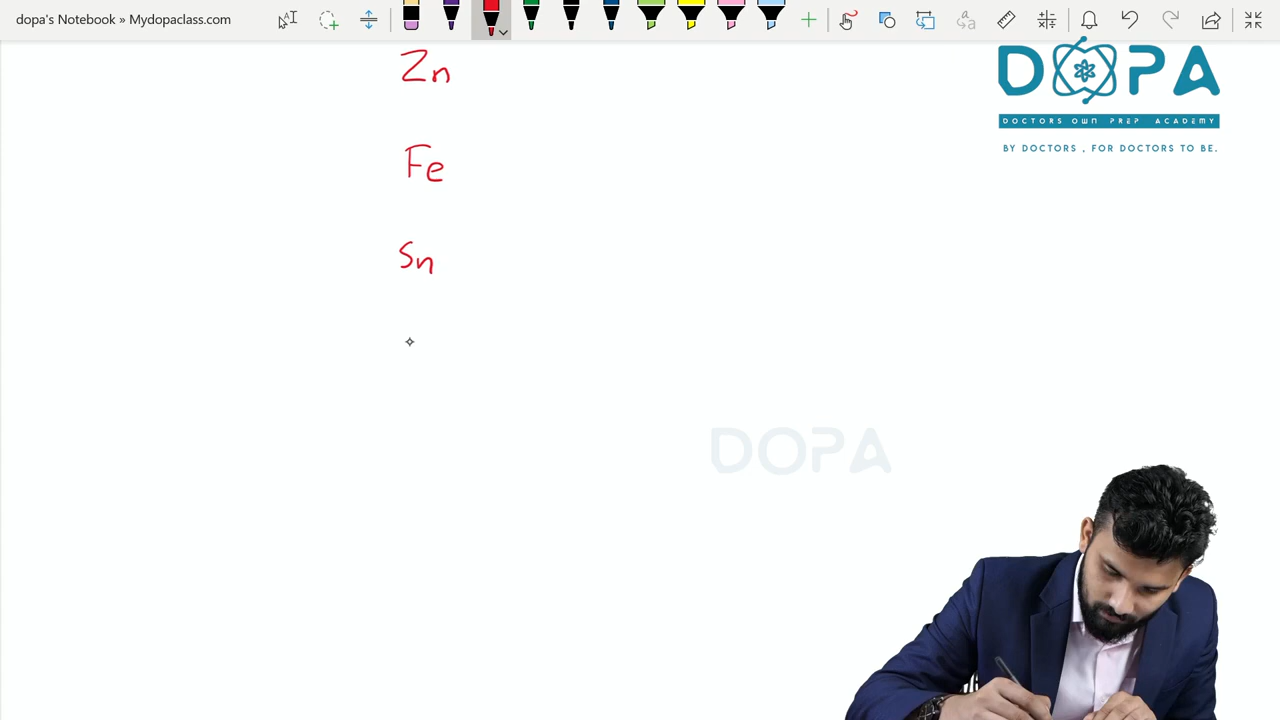 dopa's Notebook » Mydopaclass.com
Zn
Fe
Sn
DOPA
DOCTORS OWN PREP ACADEMY
BY DOCTORS , FOR DOCTORS TO BE.
DOPA